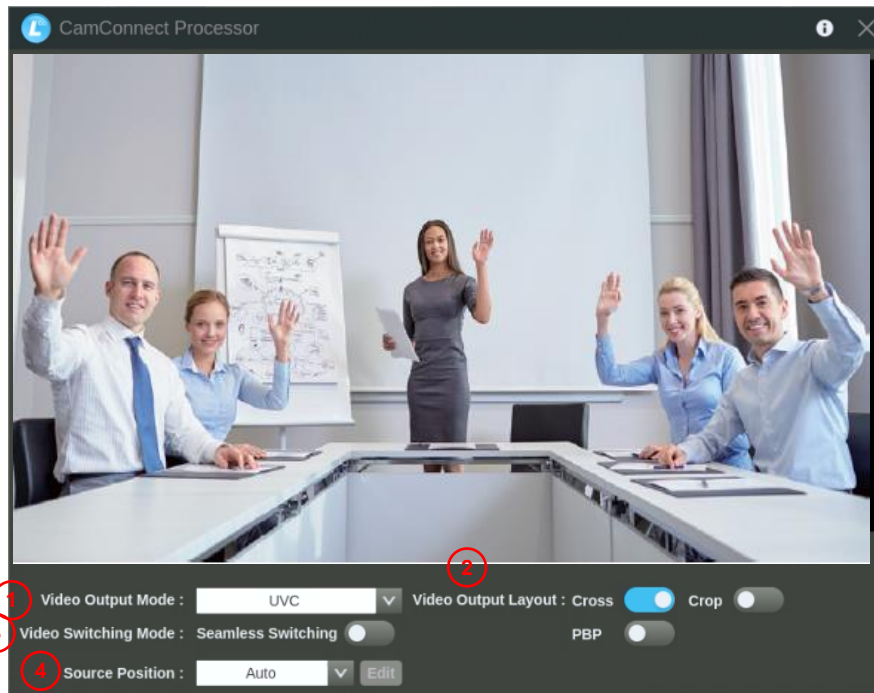 CamConnect Processor
2
1 Video Output Mode : UVC Video Output Layout : Cross Crop
Video Switching Mode : Seamless Switching PBP
4 Source Position : Auto Edit